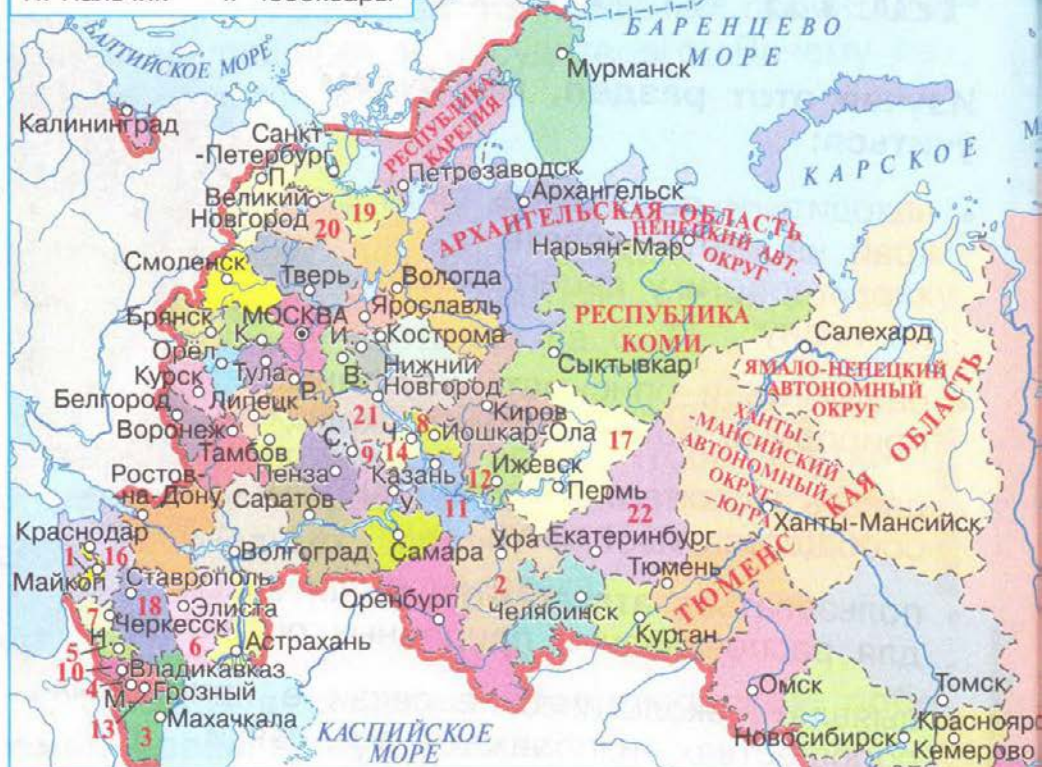 Н. Нальчик
Ч. Чебоксары
БАЛТИЙСКОЕ МОРЕ
БАРЕНЦЕВО
МОРЕ
Мурманск
Калининград
РЕСПУБЛИКА
КАРЕЛИЯ
Санкт-
-Петербург
П.
Петрозаводск
КАРСКОЕ
Великий
Новгород
20
19
Архангельск
АРХАНГЕЛЬСКАЯ ОБЛАСТЬ
Нарьян-Мар
НЕНЕЦКИЙ АВТ.
ОКРУГ
Смоленск
Тверь
Вологда
Ярославль
Брянск
МОСКВА
Кострома
РЕСПУБЛИКА
КОМИ
Салехард
К.
И.
Орёл
Тула
В.
Нижний
Новгород
Сыктывкар
ЯМАЛО-НЕНЕЦКИЙ
АВТОНОМНЫЙ
ОКРУГ
Курск
Р.
Белгород
Липецк
21
8
Киров
ХАНТЫ-
-МАНСИЙСКИЙ
АВТОНОМНЫЙ
ОКРУГ-
ЮГРА
Воронеж
Ч.
Йошкар-Ола
17
С.
9
14
Тамбов
Пенза
Казань
12
Ижевск
Ростов-
на-Дону
Саратов
У.
11
Пермь
22
Ханты-Мансийск
Краснодар
Волгоград
Самара
Уфа
Екатеринбург
ТЮМЕНСКАЯ ОБЛАСТЬ
1
16
Майкоп
Ставрополь
Оренбург
2
Тюмень
Челябинск
7
18
Элиста
Черкесск
Курган
Н.
6
Астрахань
5
10
Владикавказ
4
М.
Грозный
Омск
Томск
13
3
Махачкала
КАСПИЙСКОЕ
МОРЕ
Красноярс
Новосибирск
Кемерово